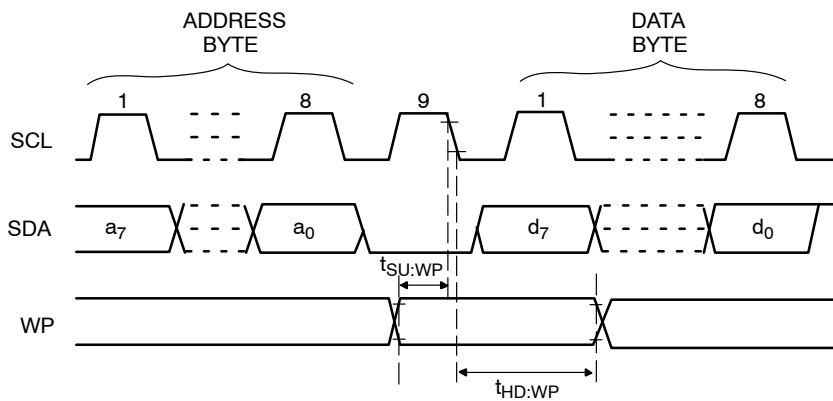 ADDRESS
BYTE
DATA
BYTE
1
8
9
1
8
SCL
SDA
a7
a0
d7
d0
tSU:WP
WP
tHD:WP